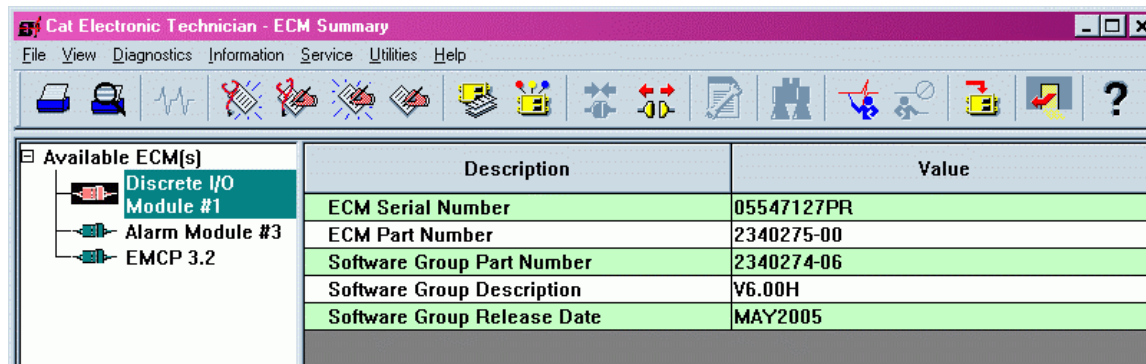 Cat Electronic Technician - ECM Summary
File View Diagnostics Information Service Utilities Help
?
Available ECM(s)
Discrete I/O
Module #1
Alarm Module #3
EMCP 3.2
Description Value
ECM Serial Number 05547127PR
ECM Part Number 2340275-00
Software Group Part Number 2340274-06
Software Group Description V6.00H
Software Group Release Date MAY2005